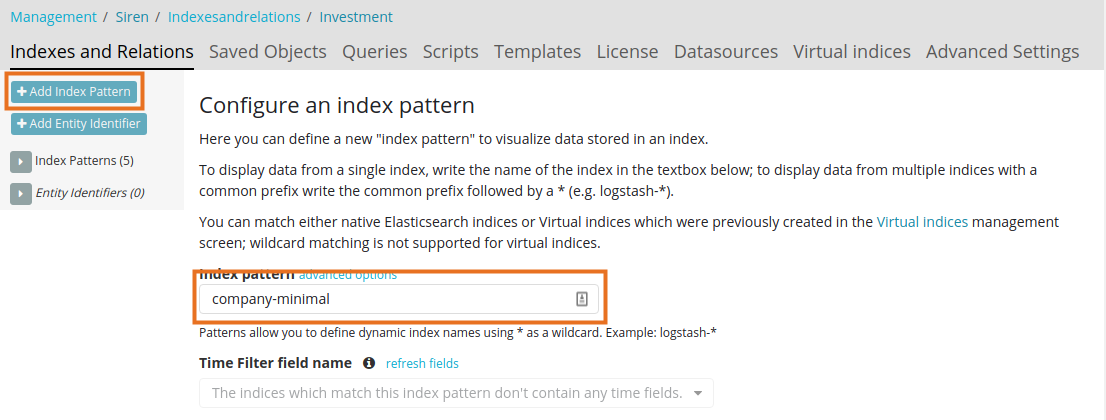 Management / Siren / Indexesandrelations / Investment
Indexes and Relations Saved Objects Queries Scripts Templates License Datasources Virtual indices Advanced Settings
+ Add Index Pattern
+ Add Entity Identifier
Index Patterns (5)
Entity Identifiers (0)
Configure an index pattern
Here you can define a new "index pattern" to visualize data stored in an index.
To display data from a single index, write the name of the index in the textbox below; to display data from multiple indices with a
common prefix write the common prefix followed by a * (e.g. logstash-*).
You can match either native Elasticsearch indices or Virtual indices which were previously created in the Virtual indices management
screen; wildcard matching is not supported for virtual indices.
Index pattern advanced options
company-minimal
Patterns allow you to define dynamic index names using * as a wildcard. Example: logstash-*
Time Filter field name refresh fields
The indices which match this index pattern don't contain any time fields.